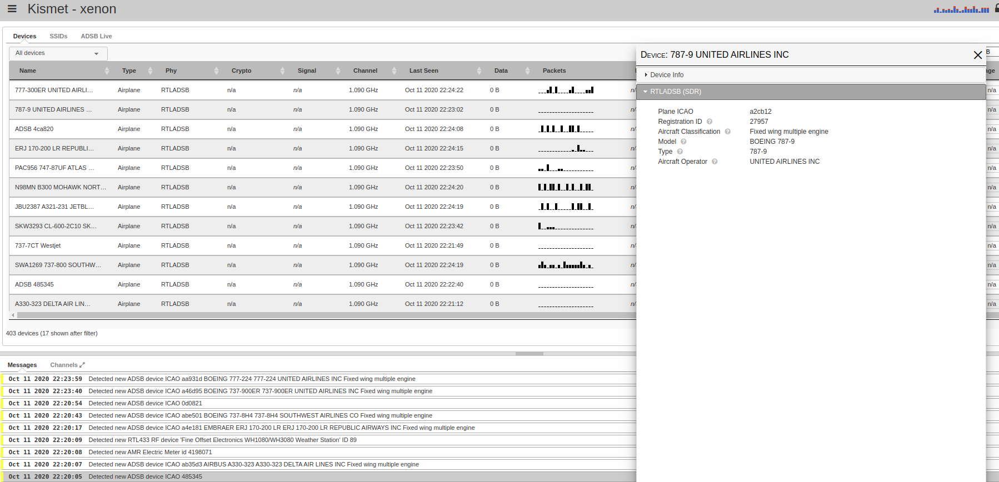 Kismet - xenon
Devices SSIDs ADSB Live
All devices
Name Type Phy Crypto Signal Channel Last Seen Data Packets
777-300ER UNITED AIRLI… Airplane RTLADSB n/a n/a 1.090 GHz Oct 11 2020 22:24:22 0 B n/a
787-9 UNITED AIRLINES … Airplane RTLADSB n/a n/a 1.090 GHz Oct 11 2020 22:23:02 0 B n/a
ADSB 4ca820 Airplane RTLADSB n/a n/a 1.090 GHz Oct 11 2020 22:24:08 0 B n/a
ERJ 170-200 LR REPUBLI… Airplane RTLADSB n/a n/a 1.090 GHz Oct 11 2020 22:24:15 0 B n/a
PAC956 747-87UF ATLAS … Airplane RTLADSB n/a n/a 1.090 GHz Oct 11 2020 22:23:50 0 B n/a
N98MN B300 MOHAWK NORT… Airplane RTLADSB n/a n/a 1.090 GHz Oct 11 2020 22:24:20 0 B n/a
JBU2387 A321-231 JETBL… Airplane RTLADSB n/a n/a 1.090 GHz Oct 11 2020 22:24:19 0 B n/a
SKW3293 CL-600-2C10 SK… Airplane RTLADSB n/a n/a 1.090 GHz Oct 11 2020 22:23:42 0 B n/a
737-7CT Westjet Airplane RTLADSB n/a n/a 1.090 GHz Oct 11 2020 22:21:49 0 B n/a
SWA1269 737-800 SOUTHW… Airplane RTLADSB n/a n/a 1.090 GHz Oct 11 2020 22:24:19 0 B n/a
ADSB 485345 Airplane RTLADSB n/a n/a 1.090 GHz Oct 11 2020 22:22:40 0 B n/a
A330-323 DELTA AIR LIN… Airplane RTLADSB n/a n/a 1.090 GHz Oct 11 2020 22:21:12 0 B n/a
403 devices (17 shown after filter)
Device: 787-9 UNITED AIRLINES INC
Device Info
RTLADSB (SDR)
Plane ICAO a2cb12
Registration ID 27957
Aircraft Classification Fixed wing multiple engine
Model BOEING 787-9
Type 787-9
Aircraft Operator UNITED AIRLINES INC
Messages Channels
Oct 11 2020 22:23:59 Detected new ADSB device ICAO aa931d BOEING 777-224 777-224 UNITED AIRLINES INC Fixed wing multiple engine
Oct 11 2020 22:23:40 Detected new ADSB device ICAO a46d95 BOEING 737-900ER 737-900ER UNITED AIRLINES INC Fixed wing multiple engine
Oct 11 2020 22:20:54 Detected new ADSB device ICAO 0d0821
Oct 11 2020 22:20:43 Detected new ADSB device ICAO abe501 BOEING 737-8H4 737-8H4 SOUTHWEST AIRLINES CO Fixed wing multiple engine
Oct 11 2020 22:20:17 Detected new ADSB device ICAO a4e181 EMBRAER ERJ 170-200 LR ERJ 170-200 LR REPUBLIC AIRWAYS INC Fixed wing multiple engine
Oct 11 2020 22:20:09 Detected new RTL433 RF device 'Fine Offset Electronics WH1080/WH3080 Weather Station' ID 89
Oct 11 2020 22:20:08 Detected new AMR Electric Meter id 4198071
Oct 11 2020 22:20:07 Detected new ADSB device ICAO ab35d3 AIRBUS A330-323 A330-323 DELTA AIR LINES INC Fixed wing multiple engine
Oct 11 2020 22:20:05 Detected new ADSB device ICAO 485345